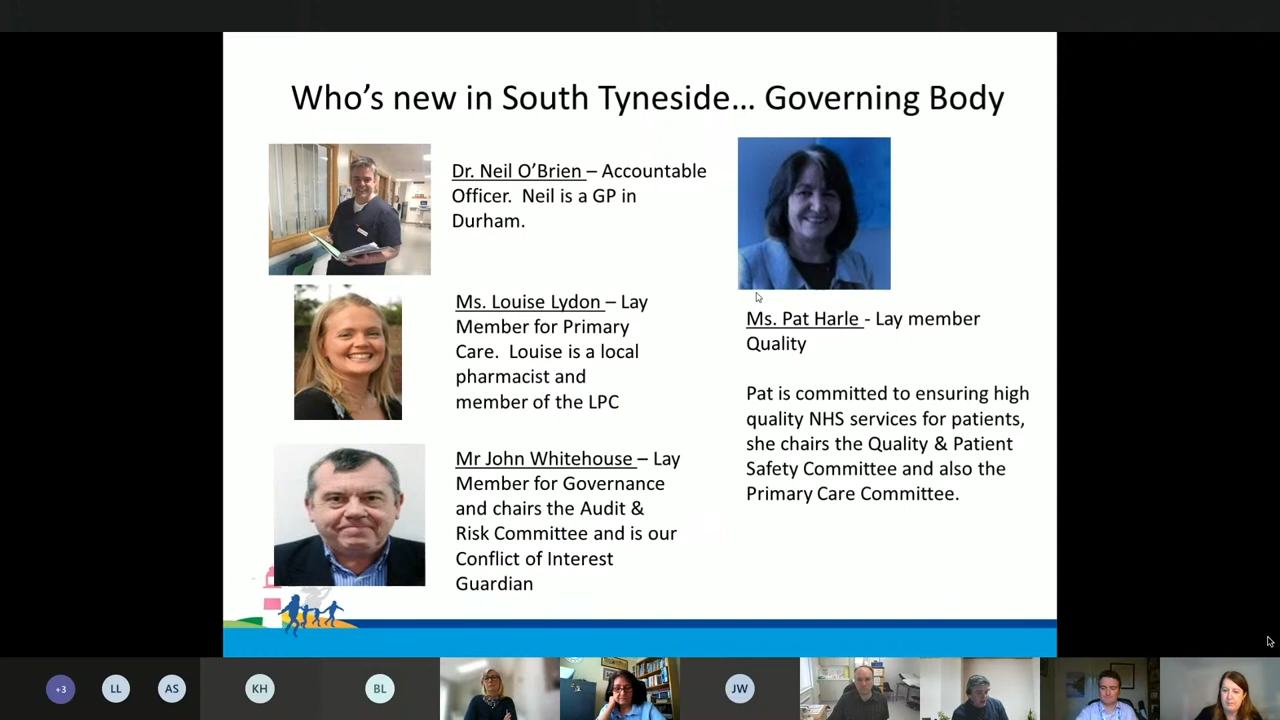 Who's new in South Tyneside... Governing Body
Dr. Neil O'Brien – Accountable
Officer.  Neil is a GP in
Durham.
Ms. Louise Lydon – Lay
Member for Primary
Care.  Louise is a local
pharmacist and
member of the LPC
Mr John Whitehouse – Lay
Member for Governance
and chairs the Audit &
Risk Committee and is our
Conflict of Interest
Guardian
Ms. Pat Harle - Lay member
Quality
Pat is committed to ensuring high
quality NHS services for patients,
she chairs the Quality & Patient
Safety Committee and also the
Primary Care Committee.
+3
LL
AS
KH
BL
JW